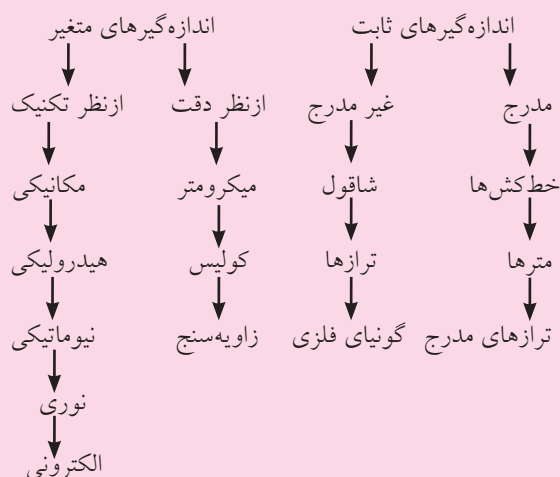 اندازه‌گیرهای ثابت اندازه‌گیرهای متغیر
مدرج غیر مدرج ازنظر دقت ازنظر تکنیک
خط‌کش‌ها شاقول میکرومتر مکانیکی
مترها ترازها کولیس هیدرولیکی
ترازهای مدرج گونیای فلزی زاویه‌سنج نیوماتیکی
نوری
الکترونی